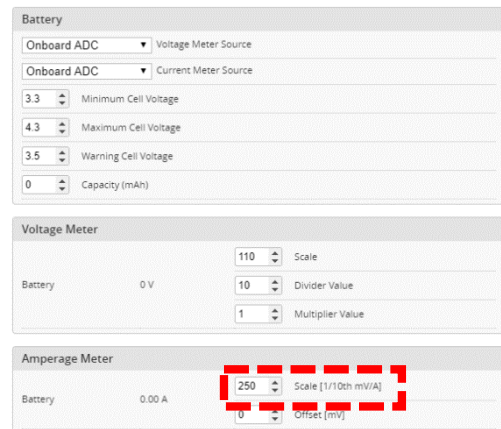 Battery
Onboard ADC Voltage Meter Source
Onboard ADC Current Meter Source
3.3 Minimum Cell Voltage
4.3 Maximum Cell Voltage
3.5 Warning Cell Voltage
0 Capacity (mAh)
Voltage Meter
110 Scale
Battery 0 V 10 Divider Value
1 Multiplier Value
Amperage Meter
250 Scale [1/10th mV/A]
Battery 0.00 A
0 Offset [mV]